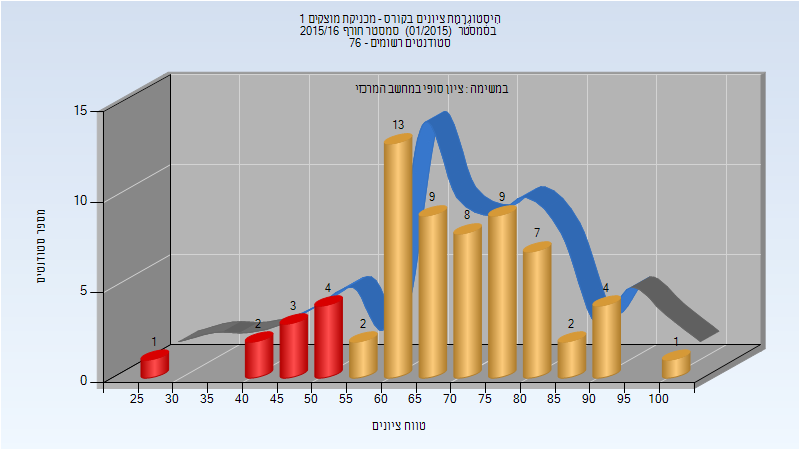 היסטוגרמת ציונים בקורס - מכניקת מוצקים 1
בסמסטר (01/2015) סמסטר חורף 2015/16
סטודנטים רשומים - 76
במשימה : ציון סופי במחשב המרכזי
מספר סטודנטים
15
10
5
0
1
2
3
4
2
13
9
8
9
7
2
4
1
25 30 35 40 45 50 55 60 65 70 75 80 85 90 95 100
טווח ציונים